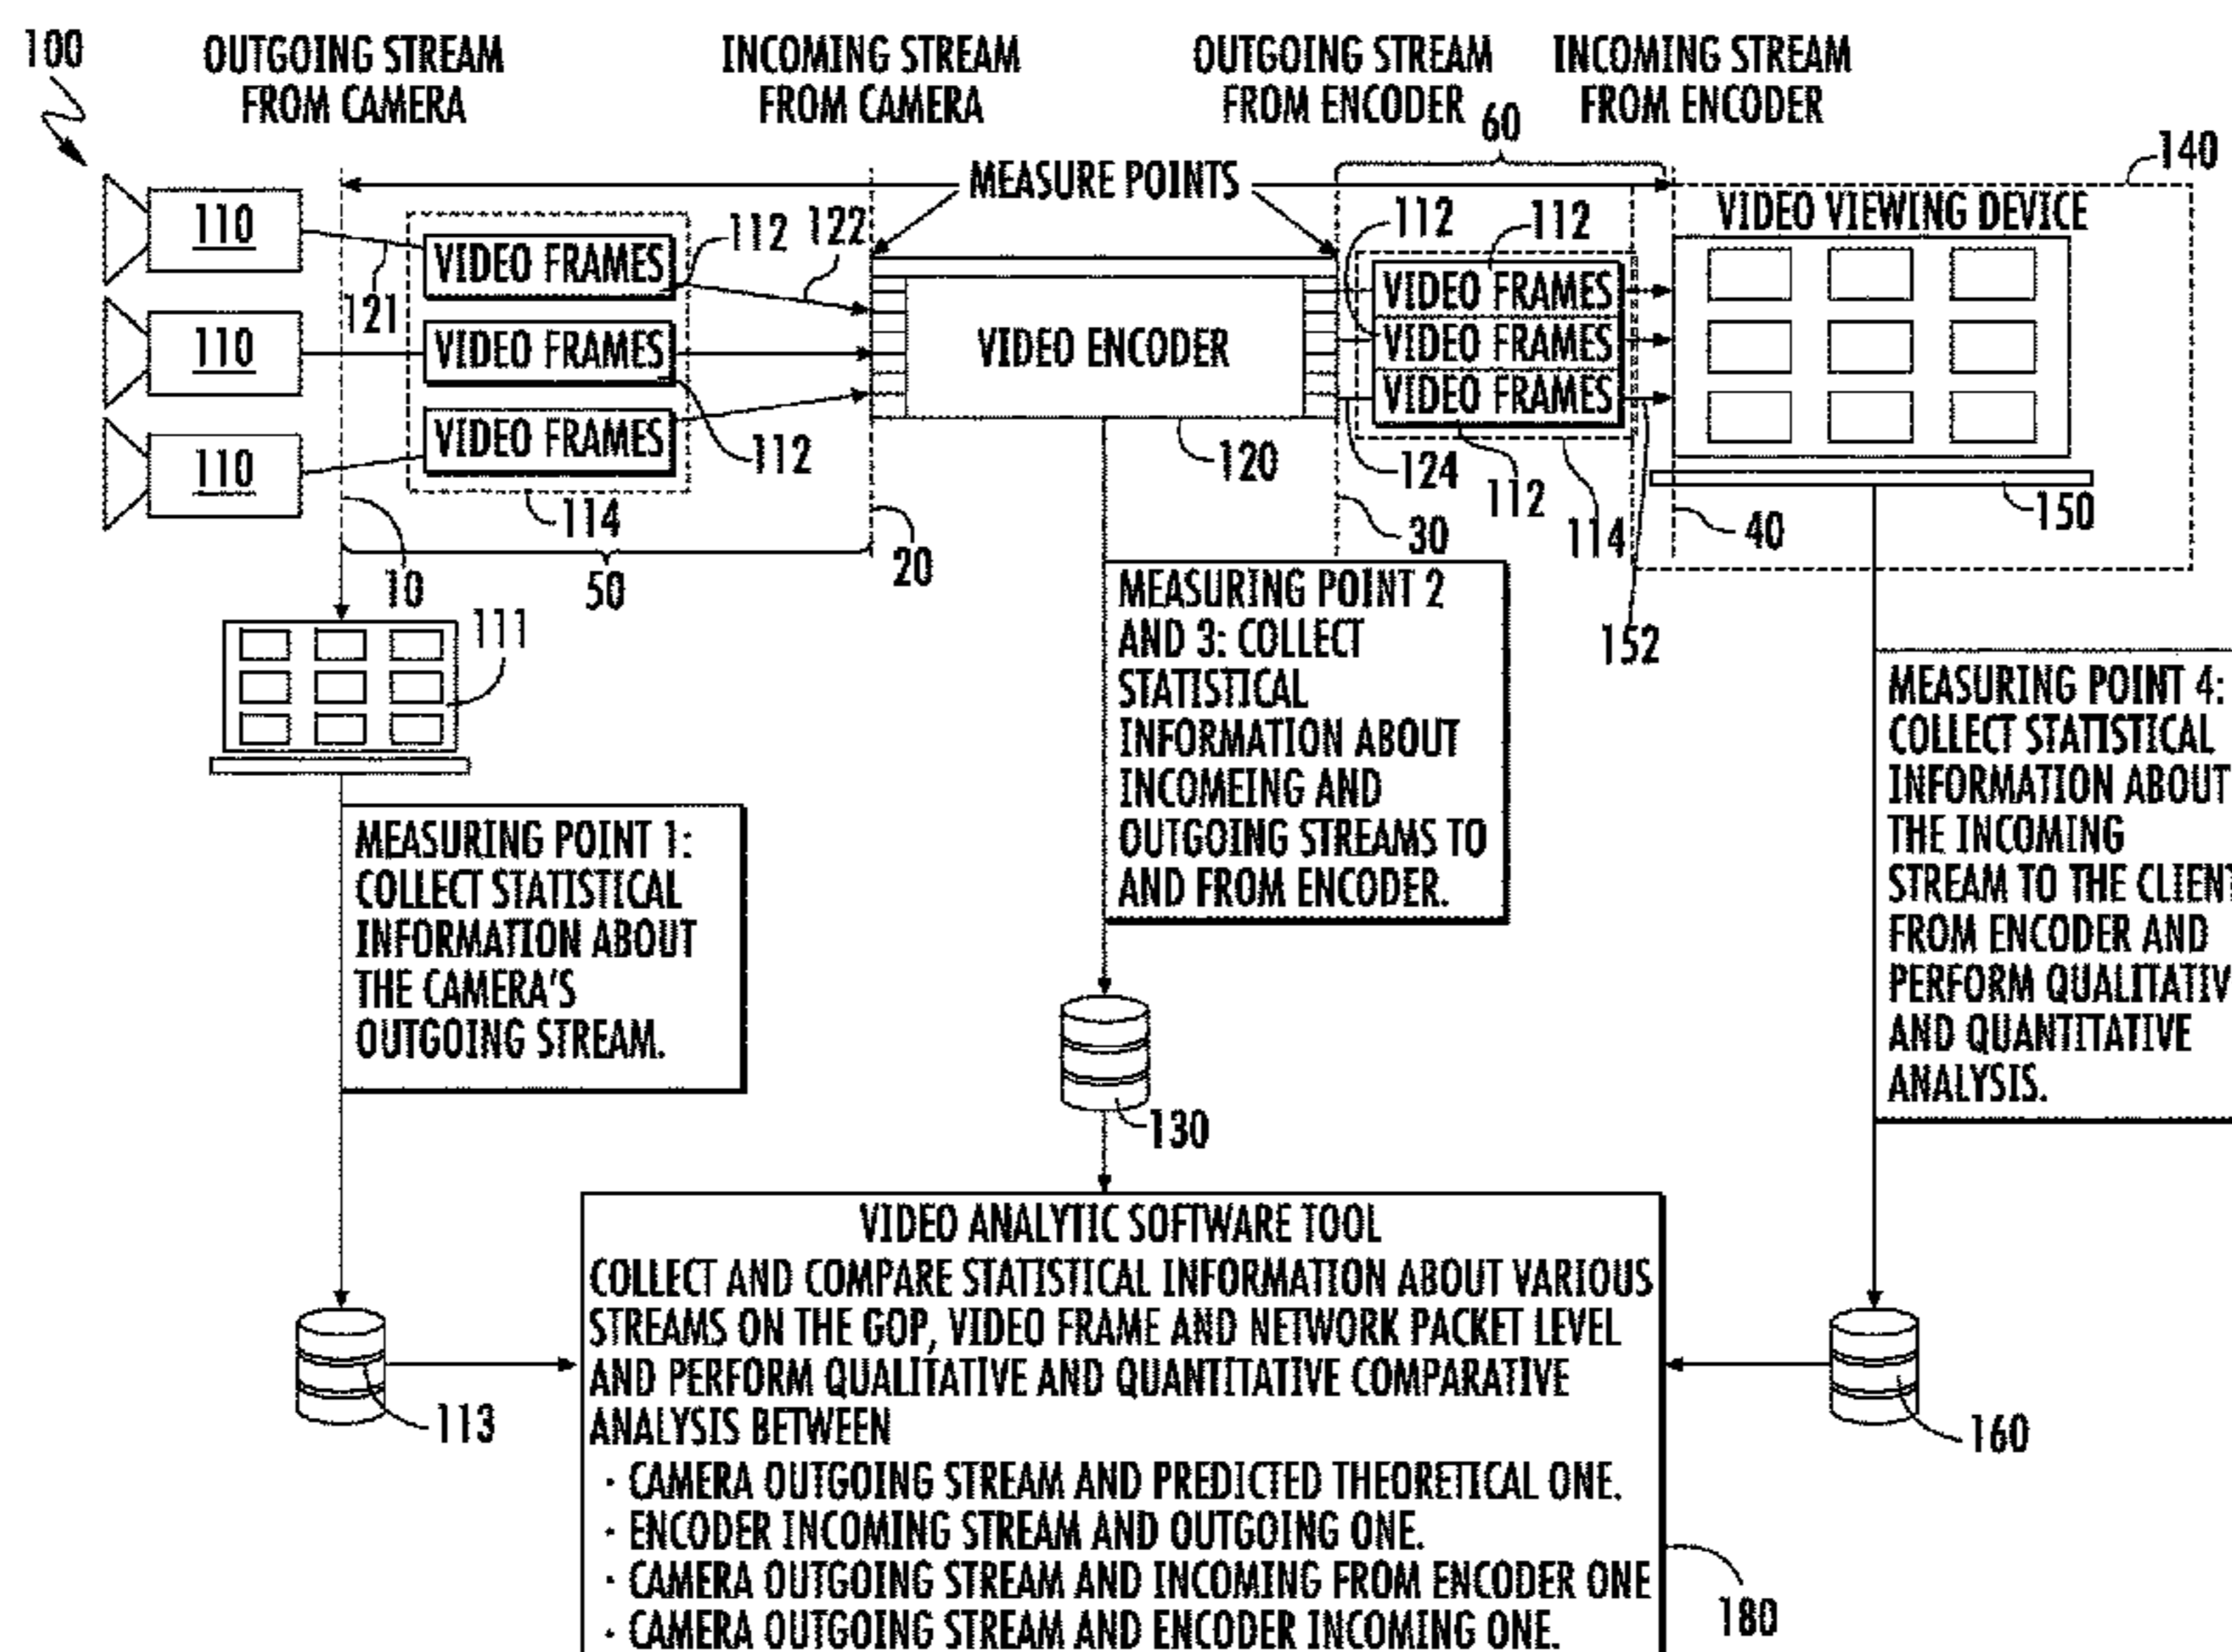 100
OUTGOING STREAM
FROM CAMERA
INCOMING STREAM
FROM CAMERA
OUTGOING STREAM
FROM ENCODER
INCOMING STREAM
FROM ENCODER
60
140
MEASURE POINTS
110
110
110
121
VIDEO FRAMES
VIDEO FRAMES
VIDEO FRAMES
112
112
114
122
VIDEO ENCODER
120
112
112
VIDEO FRAMES
VIDEO FRAMES
VIDEO FRAMES
124
112
114
152
VIDEO VIEWING DEVICE
150
10
50
20
30
40
111
MEASURING POINT 1:
COLLECT STATISTICAL
INFORMATION ABOUT
THE CAMERA'S
OUTGOING STREAM.
MEASURING POINT 2
AND 3: COLLECT
STATISTICAL
INFORMATION ABOUT
INCOMEING AND
OUTGOING STREAMS TO
AND FROM ENCODER.
MEASURING POINT 4:
COLLECT STATISTICAL
INFORMATION ABOUT
THE INCOMING
STREAM TO THE CLIENT
FROM ENCODER AND
PERFORM QUALITATIV
AND QUANTITATIVE
ANALYSIS.
130
113
160
VIDEO ANALYTIC SOFTWARE TOOL
COLLECT AND COMPARE STATISTICAL INFORMATION ABOUT VARIOUS
STREAMS ON THE GOP, VIDEO FRAME AND NETWORK PACKET LEVEL
AND PERFORM QUALITATIVE AND QUANTITATIVE COMPARATIVE
ANALYSIS BETWEEN
· CAMERA OUTGOING STREAM AND PREDICTED THEORETICAL ONE.
· ENCODER INCOMING STREAM AND OUTGOING ONE.
· CAMERA OUTGOING STREAM AND INCOMING FROM ENCODER ONE
· CAMERA OUTGOING STREAM AND ENCODER INCOMING ONE.
180